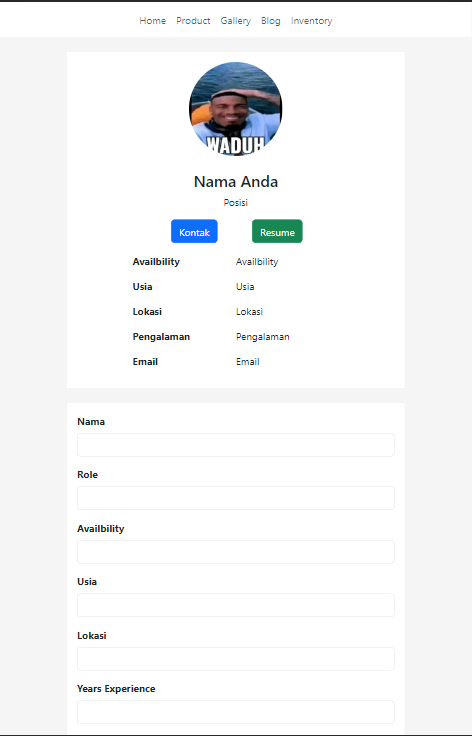 Home Product Gallery Blog Inventory
WADUH
Nama Anda
Posisi
Kontak Resume
Availbility Availbility
Usia Usia
Lokasi Lokasi
Pengalaman Pengalaman
Email Email
Nama
Role
Availbility
Usia
Lokasi
Years Experience